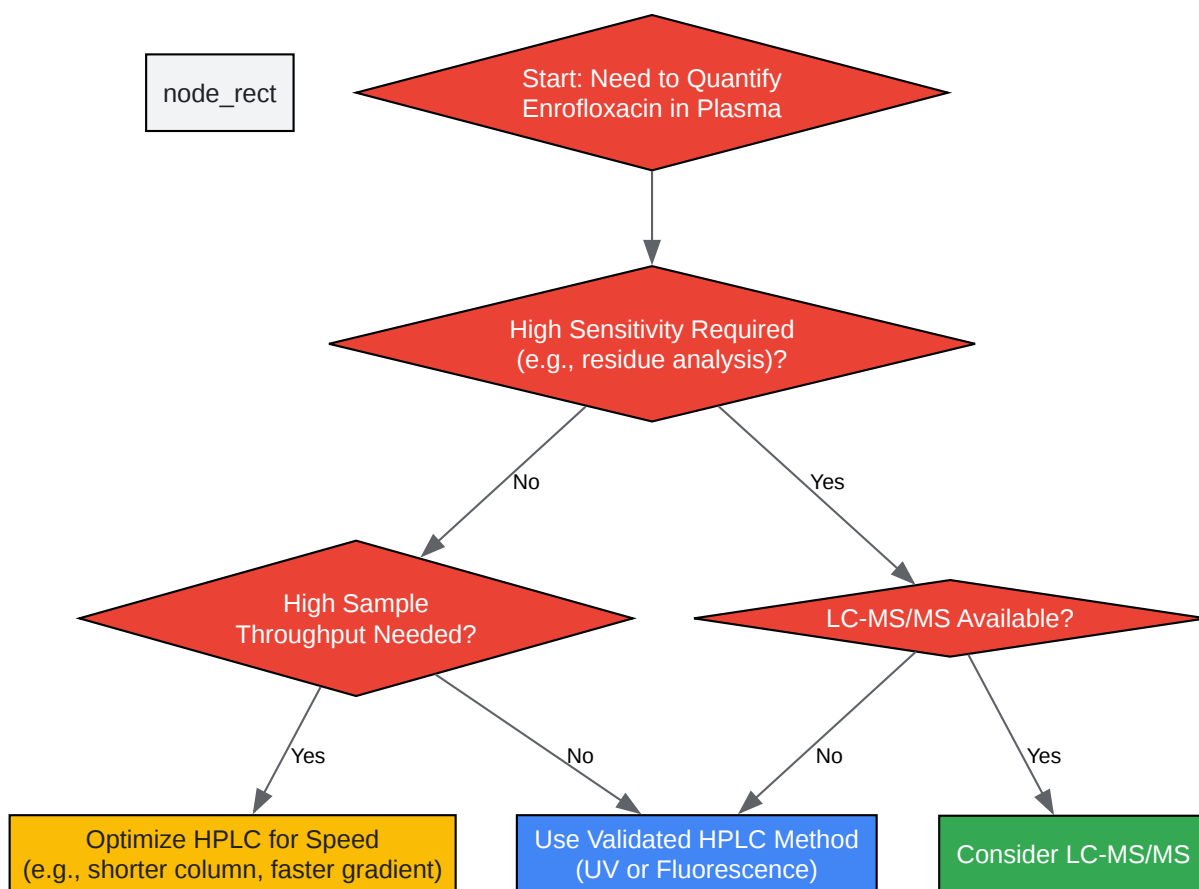 node_rect
Start: Need to Quantify
Enrofloxacin in Plasma
High Sensitivity Required
(e.g., residue analysis)?
No
Yes
High Sample
Throughput Needed?
LC-MS/MS Available?
Yes
No
No
Yes
Optimize HPLC for Speed
(e.g., shorter column, faster gradient)
Use Validated HPLC Method
(UV or Fluorescence)
Consider LC-MS/MS